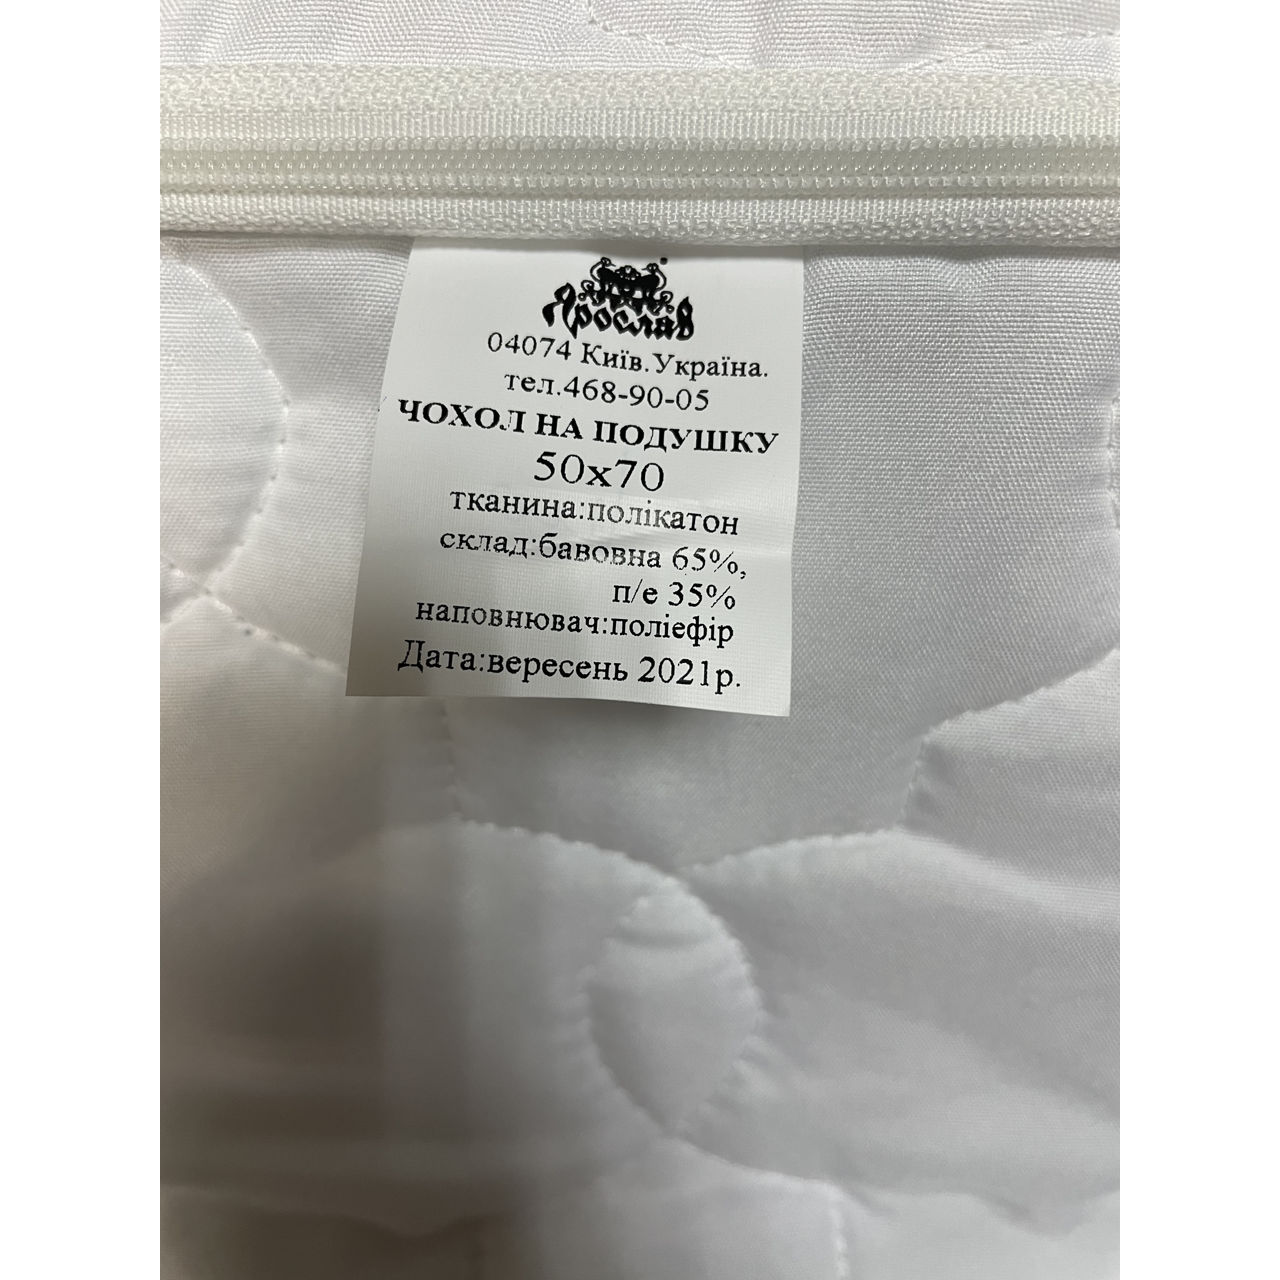 Ярослав
04074 Київ.Україна.
тел.468-90-05
ЧОХОЛ НА ПОДУШКУ
50х70
тканина:полікатон
склад:бавовна 65%,
п/е 35%
наповнювач:поліефір
Дата:вересень 2021р.